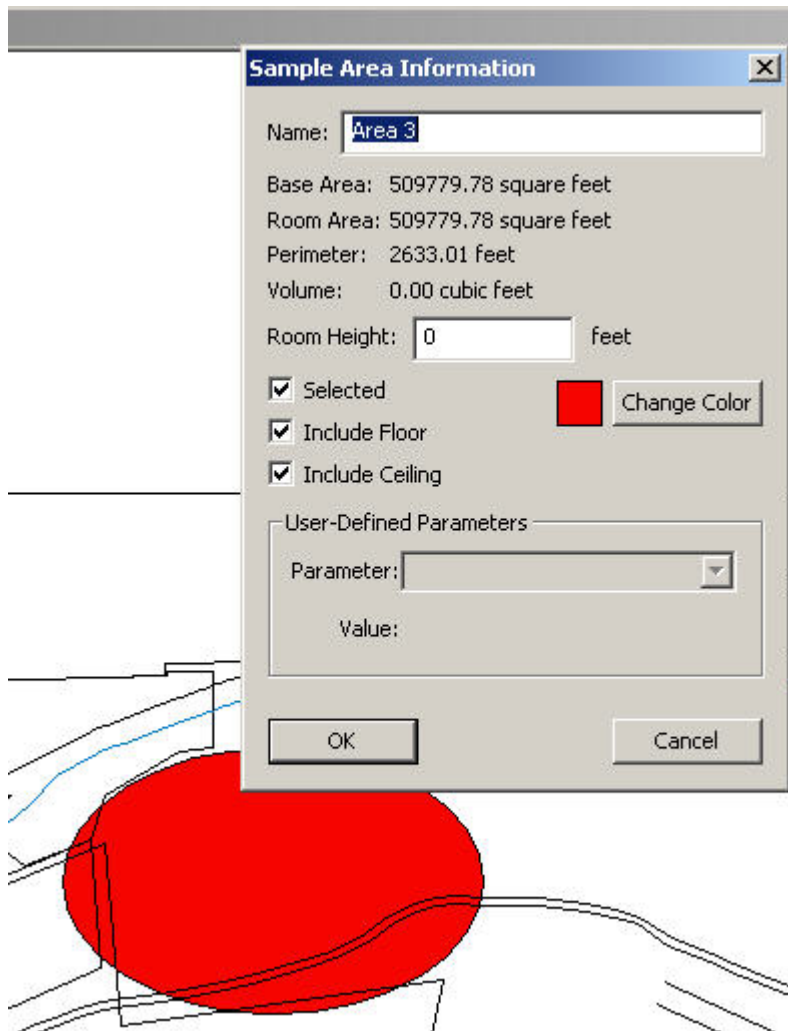 Sample Area Information
Name: Area 3
Base Area: 509779.78 square feet
Room Area: 509779.78 square feet
Perimeter: 2633.01 feet
Volume: 0.00 cubic feet
Room Height: 0 feet
Selected
Change Color
Include Floor
Include Ceiling
User-Defined Parameters
Parameter:
Value:
OK Cancel